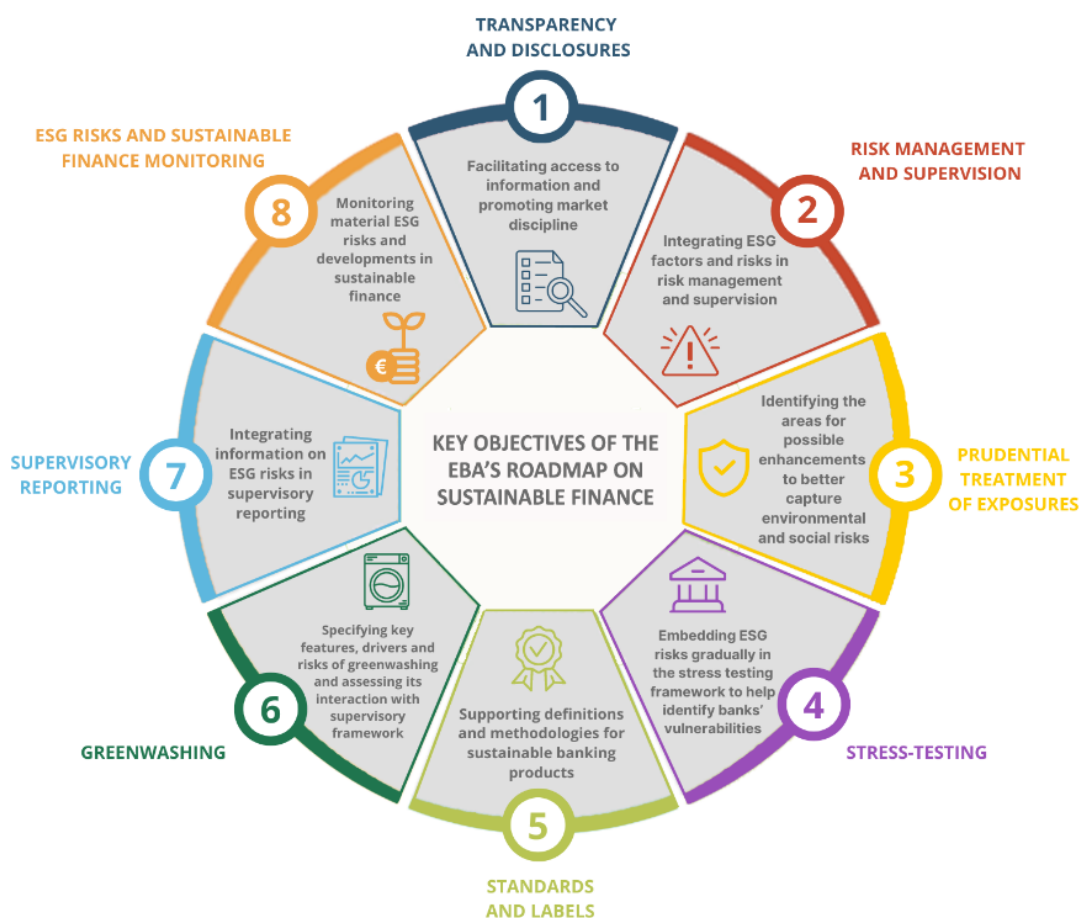 TRANSPARENCY
AND DISCLOSURES
1
Facilitating access to
information and
promoting market
discipline
RISK MANAGEMENT
AND SUPERVISION
2
Integrating ESG
factors and risks in
risk management
and supervision
PRUDENTIAL
TREATMENT
OF EXPOSURES
3
Identifying the
areas for
possible
enhancements
to better
capture
environmental
and social risks
STRESS-TESTING
4
Embedding ESG
risks gradually in
the stress testing
framework to help
identify banks'
vulnerabilities
STANDARDS
AND LABELS
5
Supporting definitions
and methodologies for
sustainable banking
products
GREENWASHING
6
Specifying key
features, drivers and
risks of greenwashing
and assessing its
interaction with
supervisory
framework
SUPERVISORY
REPORTING
7
Integrating
information on
ESG risks in
supervisory
reporting
ESG RISKS AND SUSTAINABLE
FINANCE MONITORING
8
Monitoring
material ESG
risks and
developments in
sustainable
finance
€
KEY OBJECTIVES OF THE
EBA'S ROADMAP ON
SUSTAINABLE FINANCE